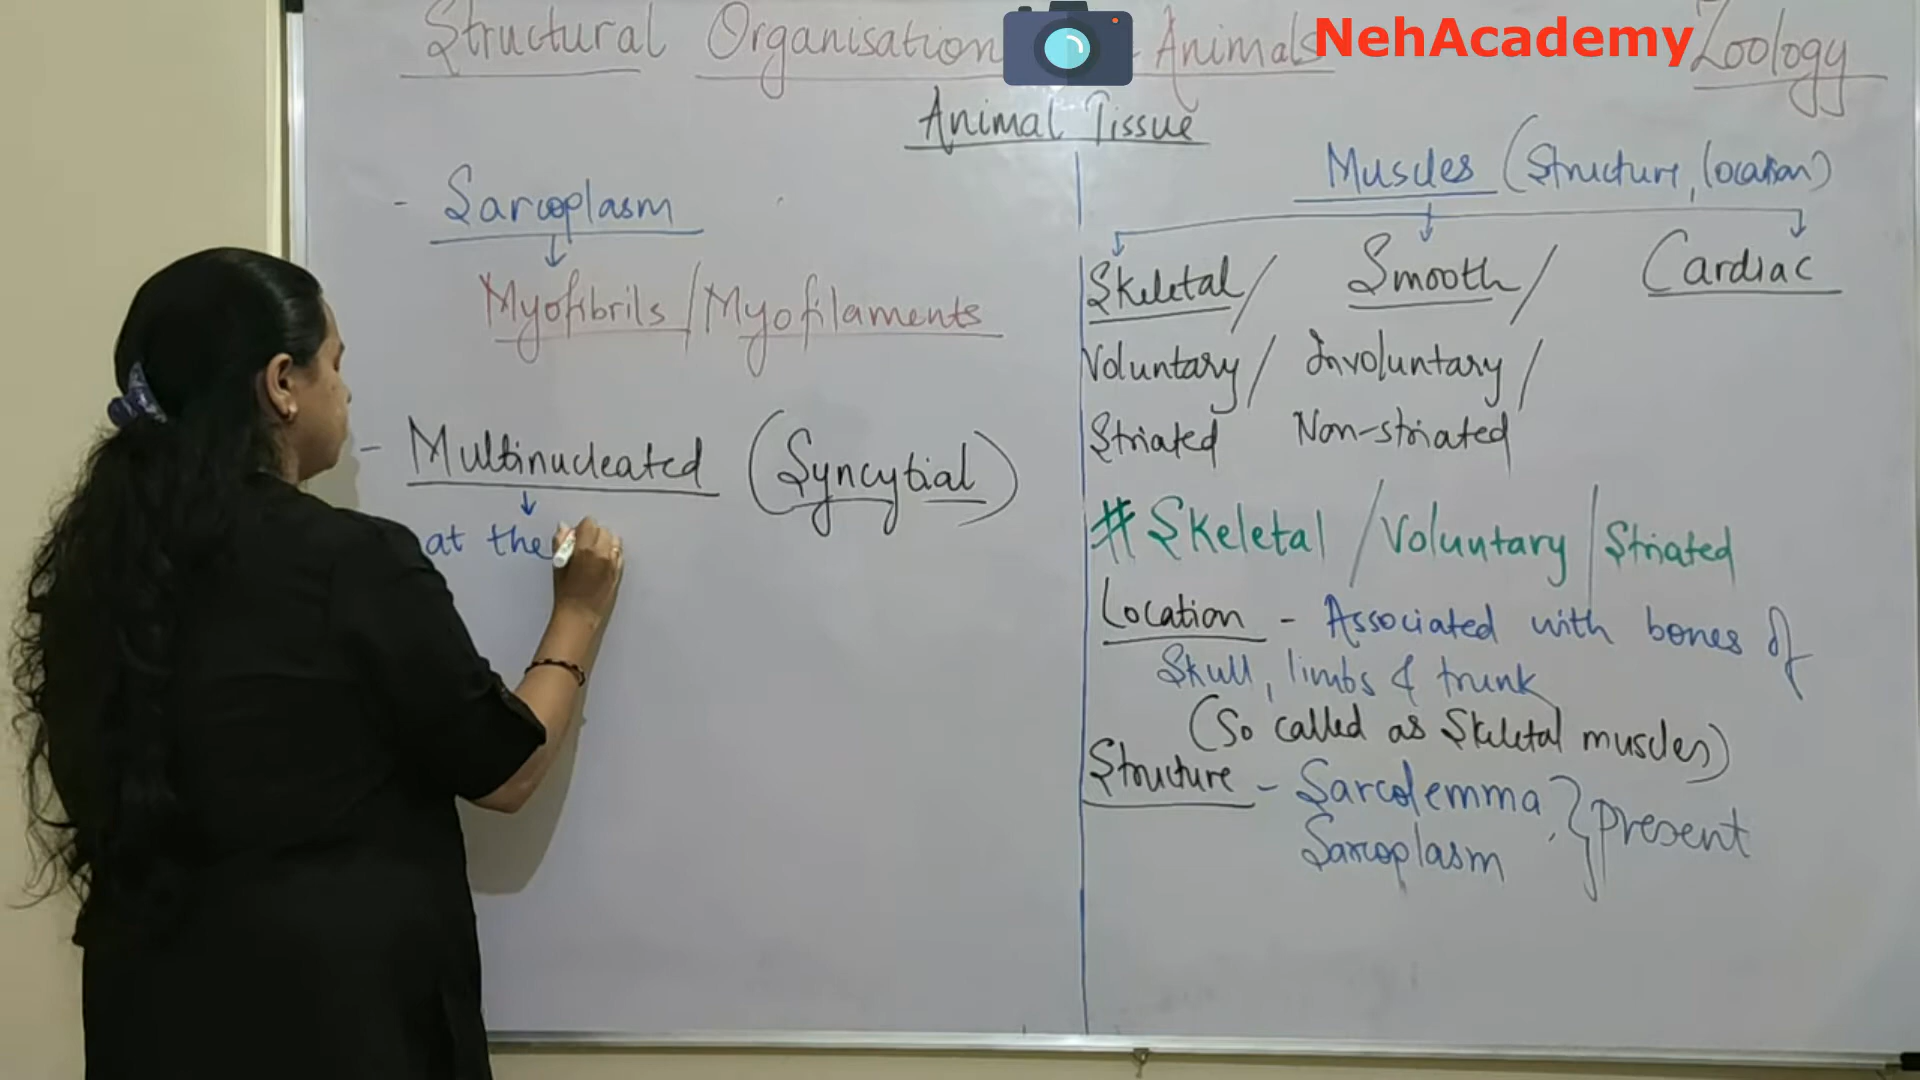 Structural Organisation Animals
NehAcademy
Zoology
Animal Tissue
- Sarcoplasm
Myofibrils / Myofilaments
- Multinucleated (Syncytial)
at the
Muscles (Structure, location)
Skeletal / Smooth / Cardiac
Voluntary / Involuntary /
Striated Non-striated
# Skeletal / Voluntary / Striated
Location - Associated with bones of
Skull, limbs & trunk
(So called as Skeletal muscles)
Structure - Sarcolemma } present
Sarcoplasm